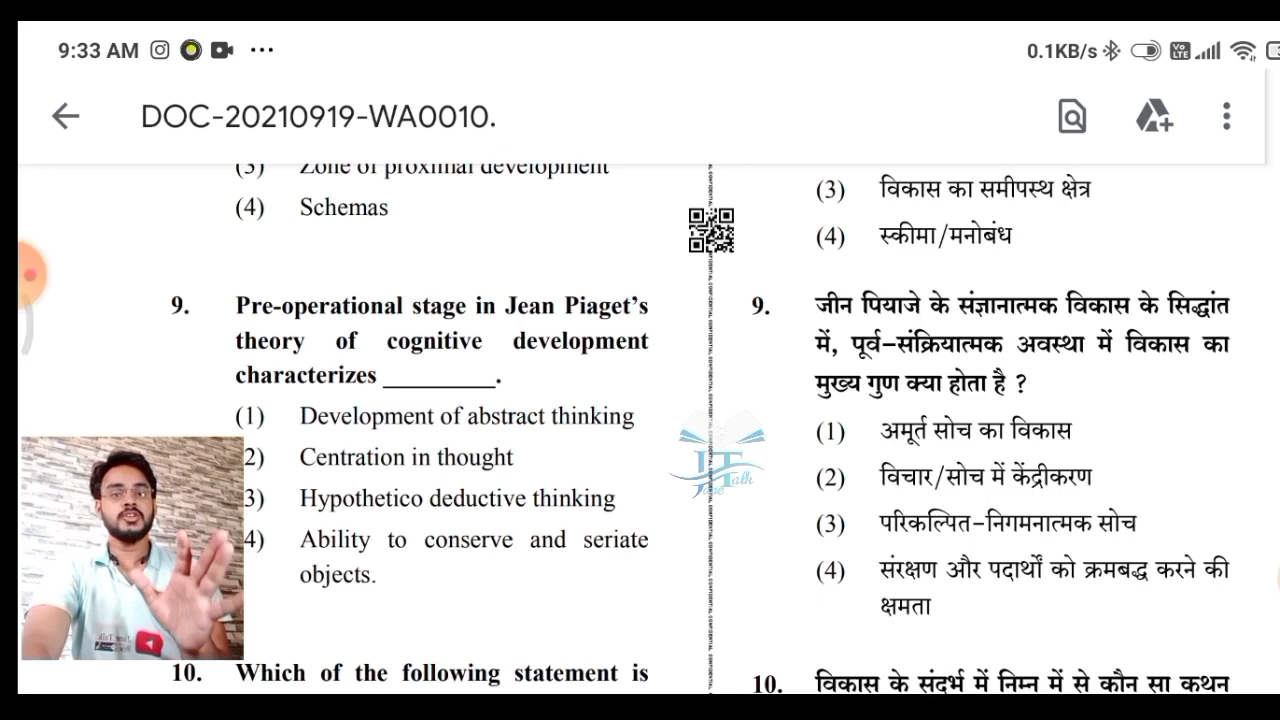 9:33 AM
0.1KB/s
Vo
LTE
DOC-20210919-WA0010.
(3) Zone of proximal development
(4) Schemas
9. Pre-operational stage in Jean Piaget's
theory of cognitive development
characterizes _________.
(1) Development of abstract thinking
2) Centration in thought
3) Hypothetico deductive thinking
4) Ability to conserve and seriate
objects.
10. Which of the following statement is
(3) विकास का समीपस्थ क्षेत्र
(4) स्कीमा/मनोबंध
9. जीन पियाजे के संज्ञानात्मक विकास के सिद्धांत
में, पूर्व-संक्रियात्मक अवस्था में विकास का
मुख्य गुण क्या होता है ?
(1) अमूर्त सोच का विकास
(2) विचार/सोच में केंद्रीकरण
(3) परिकल्पित-निगमनात्मक सोच
(4) संरक्षण और पदार्थों को क्रमबद्ध करने की
क्षमता
10. विकास के संदर्भ में निम्न में से कौन सा कथन